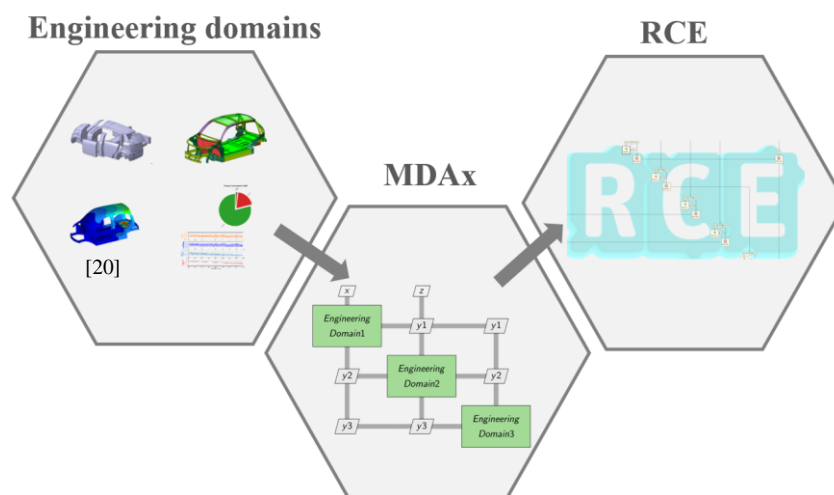 Engineering domains
RCE
MDAx
[20]
RCE
x
z
Engineering
Domain1
y1
y1
y2
Engineering
Domain2
y2
y3
y3
Engineering
Domain3